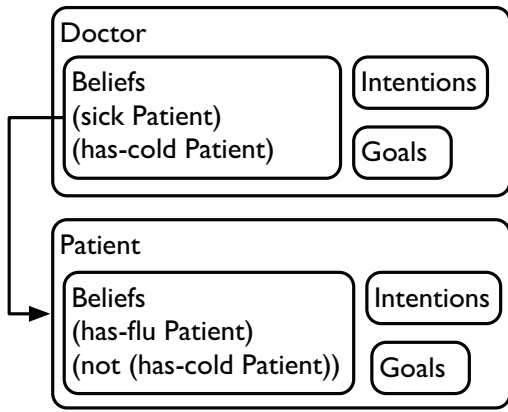 Doctor
Beliefs
(sick Patient)
(has-cold Patient)
Intentions
Goals
Patient
Beliefs
(has-flu Patient)
(not (has-cold Patient))
Intentions
Goals